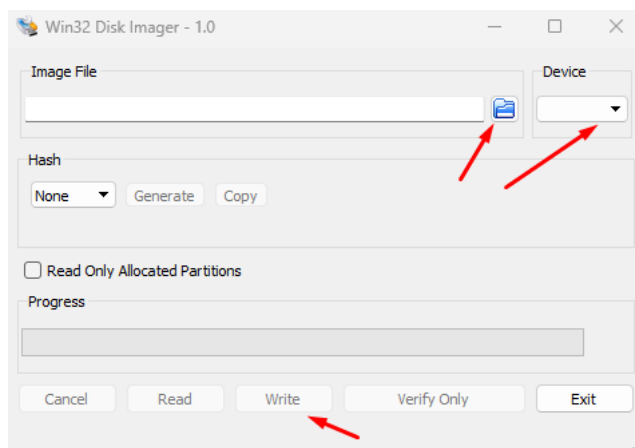 Win32 Disk Imager - 1.0
Image File
Device
Hash
None Generate Copy
Read Only Allocated Partitions
Progress
Cancel Read Write Verify Only Exit